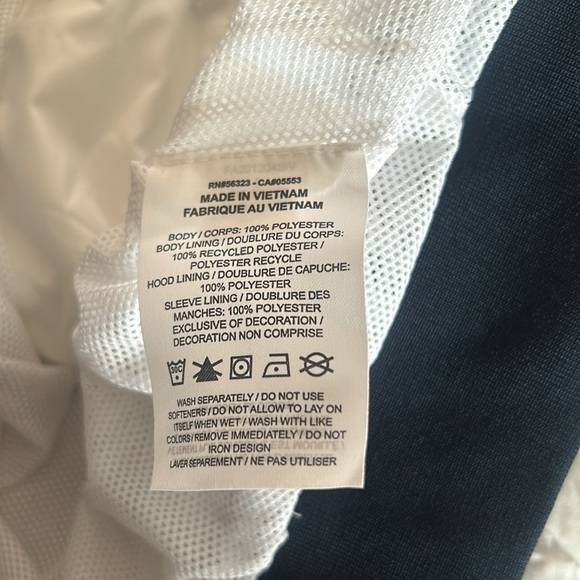 RN#56323 - CA#05553
MADE IN VIETNAM
FABRIQUE AU VIETNAM
BODY / CORPS: 100% POLYESTER
BODY LINING / DOUBLURE DU CORPS:
100% RECYCLED POLYESTER /
POLYESTER RECYCLE
HOOD LINING / DOUBLURE DE CAPUCHE:
100% POLYESTER
SLEEVE LINING / DOUBLURE DES
MANCHES: 100% POLYESTER
EXCLUSIVE OF DECORATION /
DECORATION NON COMPRISE
30C
WASH SEPARATELY / DO NOT USE
SOFTENERS / DO NOT ALLOW TO LAY ON
ITSELF WHEN WET / WASH WITH LIKE
COLORS / REMOVE IMMEDIATELY / DO NOT
IRON DESIGN
LAVER SEPAREMENT / NE PAS UTILISER